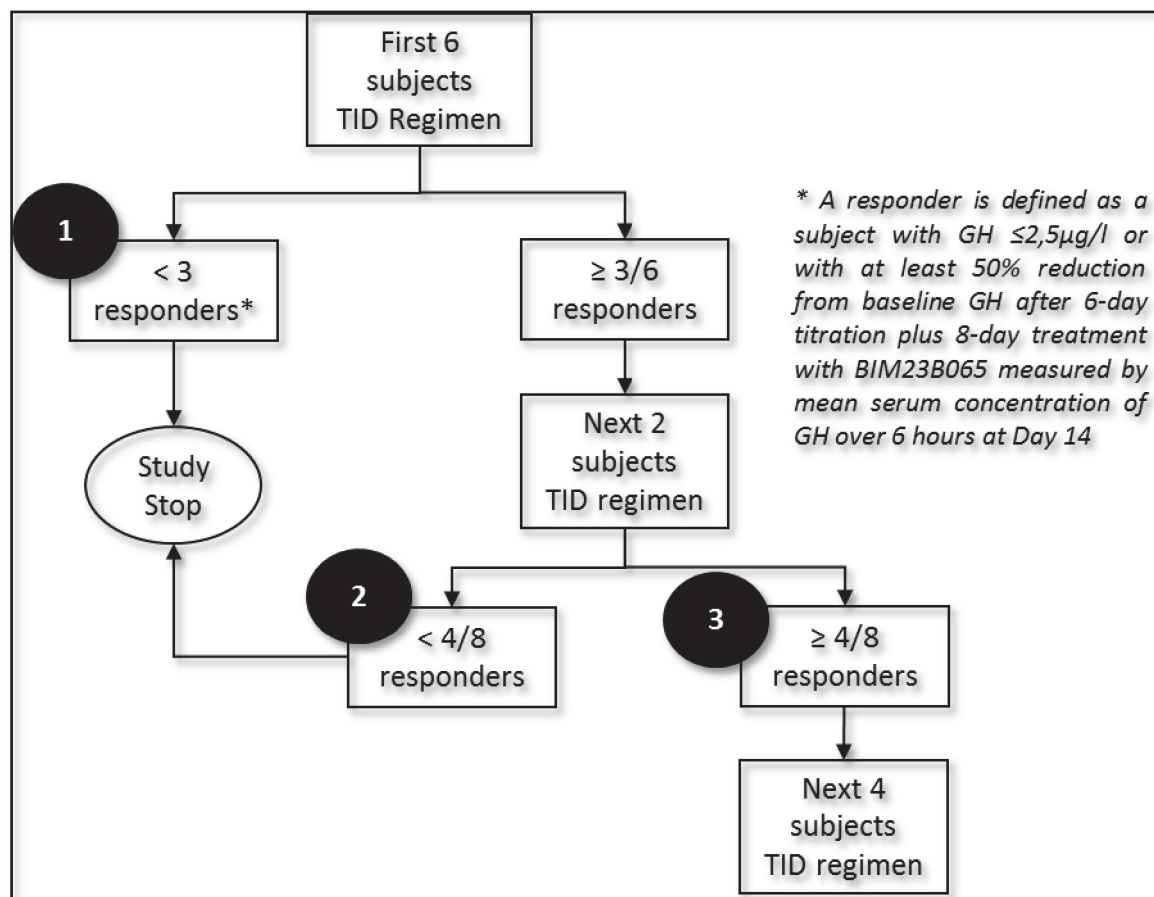 First 6
subjects
TID Regimen
1
< 3
responders*
≥ 3/6
responders
* A responder is defined as a
subject with GH ≤2,5µg/l or
with at least 50% reduction
from baseline GH after 6-day
titration plus 8-day treatment
with BIM23B065 measured by
mean serum concentration of
GH over 6 hours at Day 14
Study
Stop
Next 2
subjects
TID regimen
2
< 4/8
responders
3
≥ 4/8
responders
Next 4
subjects
TID regimen